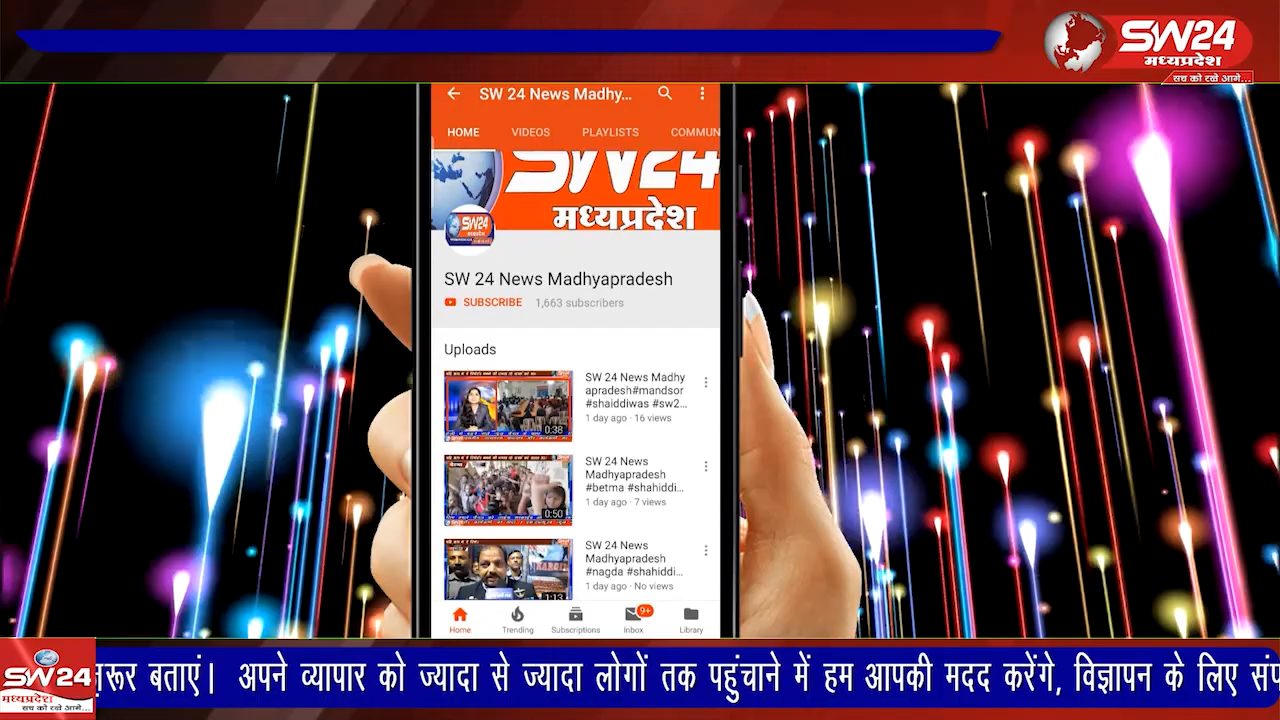 SW24
मध्यप्रदेश
सच को रखे आगे...
SW 24 News Madhy...
HOME VIDEOS PLAYLISTS COMMUN
SW24
मध्यप्रदेश
SW24
SW 24 News Madhyapradesh
SUBSCRIBE 1,663 subscribers
Uploads
SW 24 News Madhy
apradesh#mandsor
#shaiddiwas #sw2...
1 day ago · 16 views
0:38
SW 24 News
Madhyapradesh
#betma #shahiddi...
1 day ago · 7 views
0:50
SW 24 News
Madhyapradesh
#nagda #shahiddi...
1 day ago · No views
1:13
9+
Home Trending Subscriptions Inbox Library
SW24
मध्यप्रदेश
सच को रखे आगे...
ज़रूर बताएं। अपने व्यापार को ज्यादा से ज्यादा लोगों तक पहुंचाने में हम आपकी मदद करेंगे, विज्ञापन के लिए संप